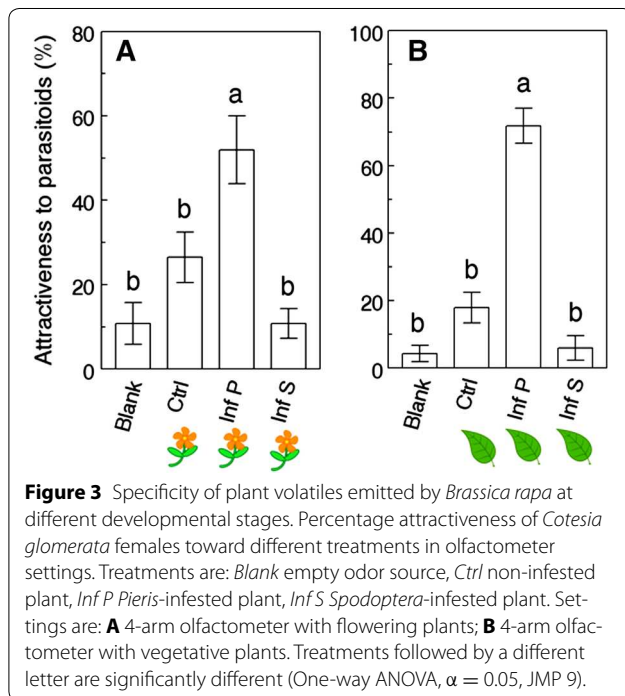 Attractiveness to parasitoids (%)
A
80
60
40
20
0
b
b
a
b
Blank
Ctrl
Inf P
Inf S
B
100
80
60
40
20
0
b
b
a
b
Blank
Ctrl
Inf P
Inf S
Figure 3 Specificity of plant volatiles emitted by Brassica rapa at
different developmental stages. Percentage attractiveness of Cotesia
glomerata females toward different treatments in olfactometer
settings. Treatments are: Blank empty odor source, Ctrl non-infested
plant, Inf P Pieris-infested plant, Inf S Spodoptera-infested plant. Set-
tings are: A 4-arm olfactometer with flowering plants; B 4-arm olfac-
tometer with vegetative plants. Treatments followed by a different
letter are significantly different (One-way ANOVA, α = 0.05, JMP 9).